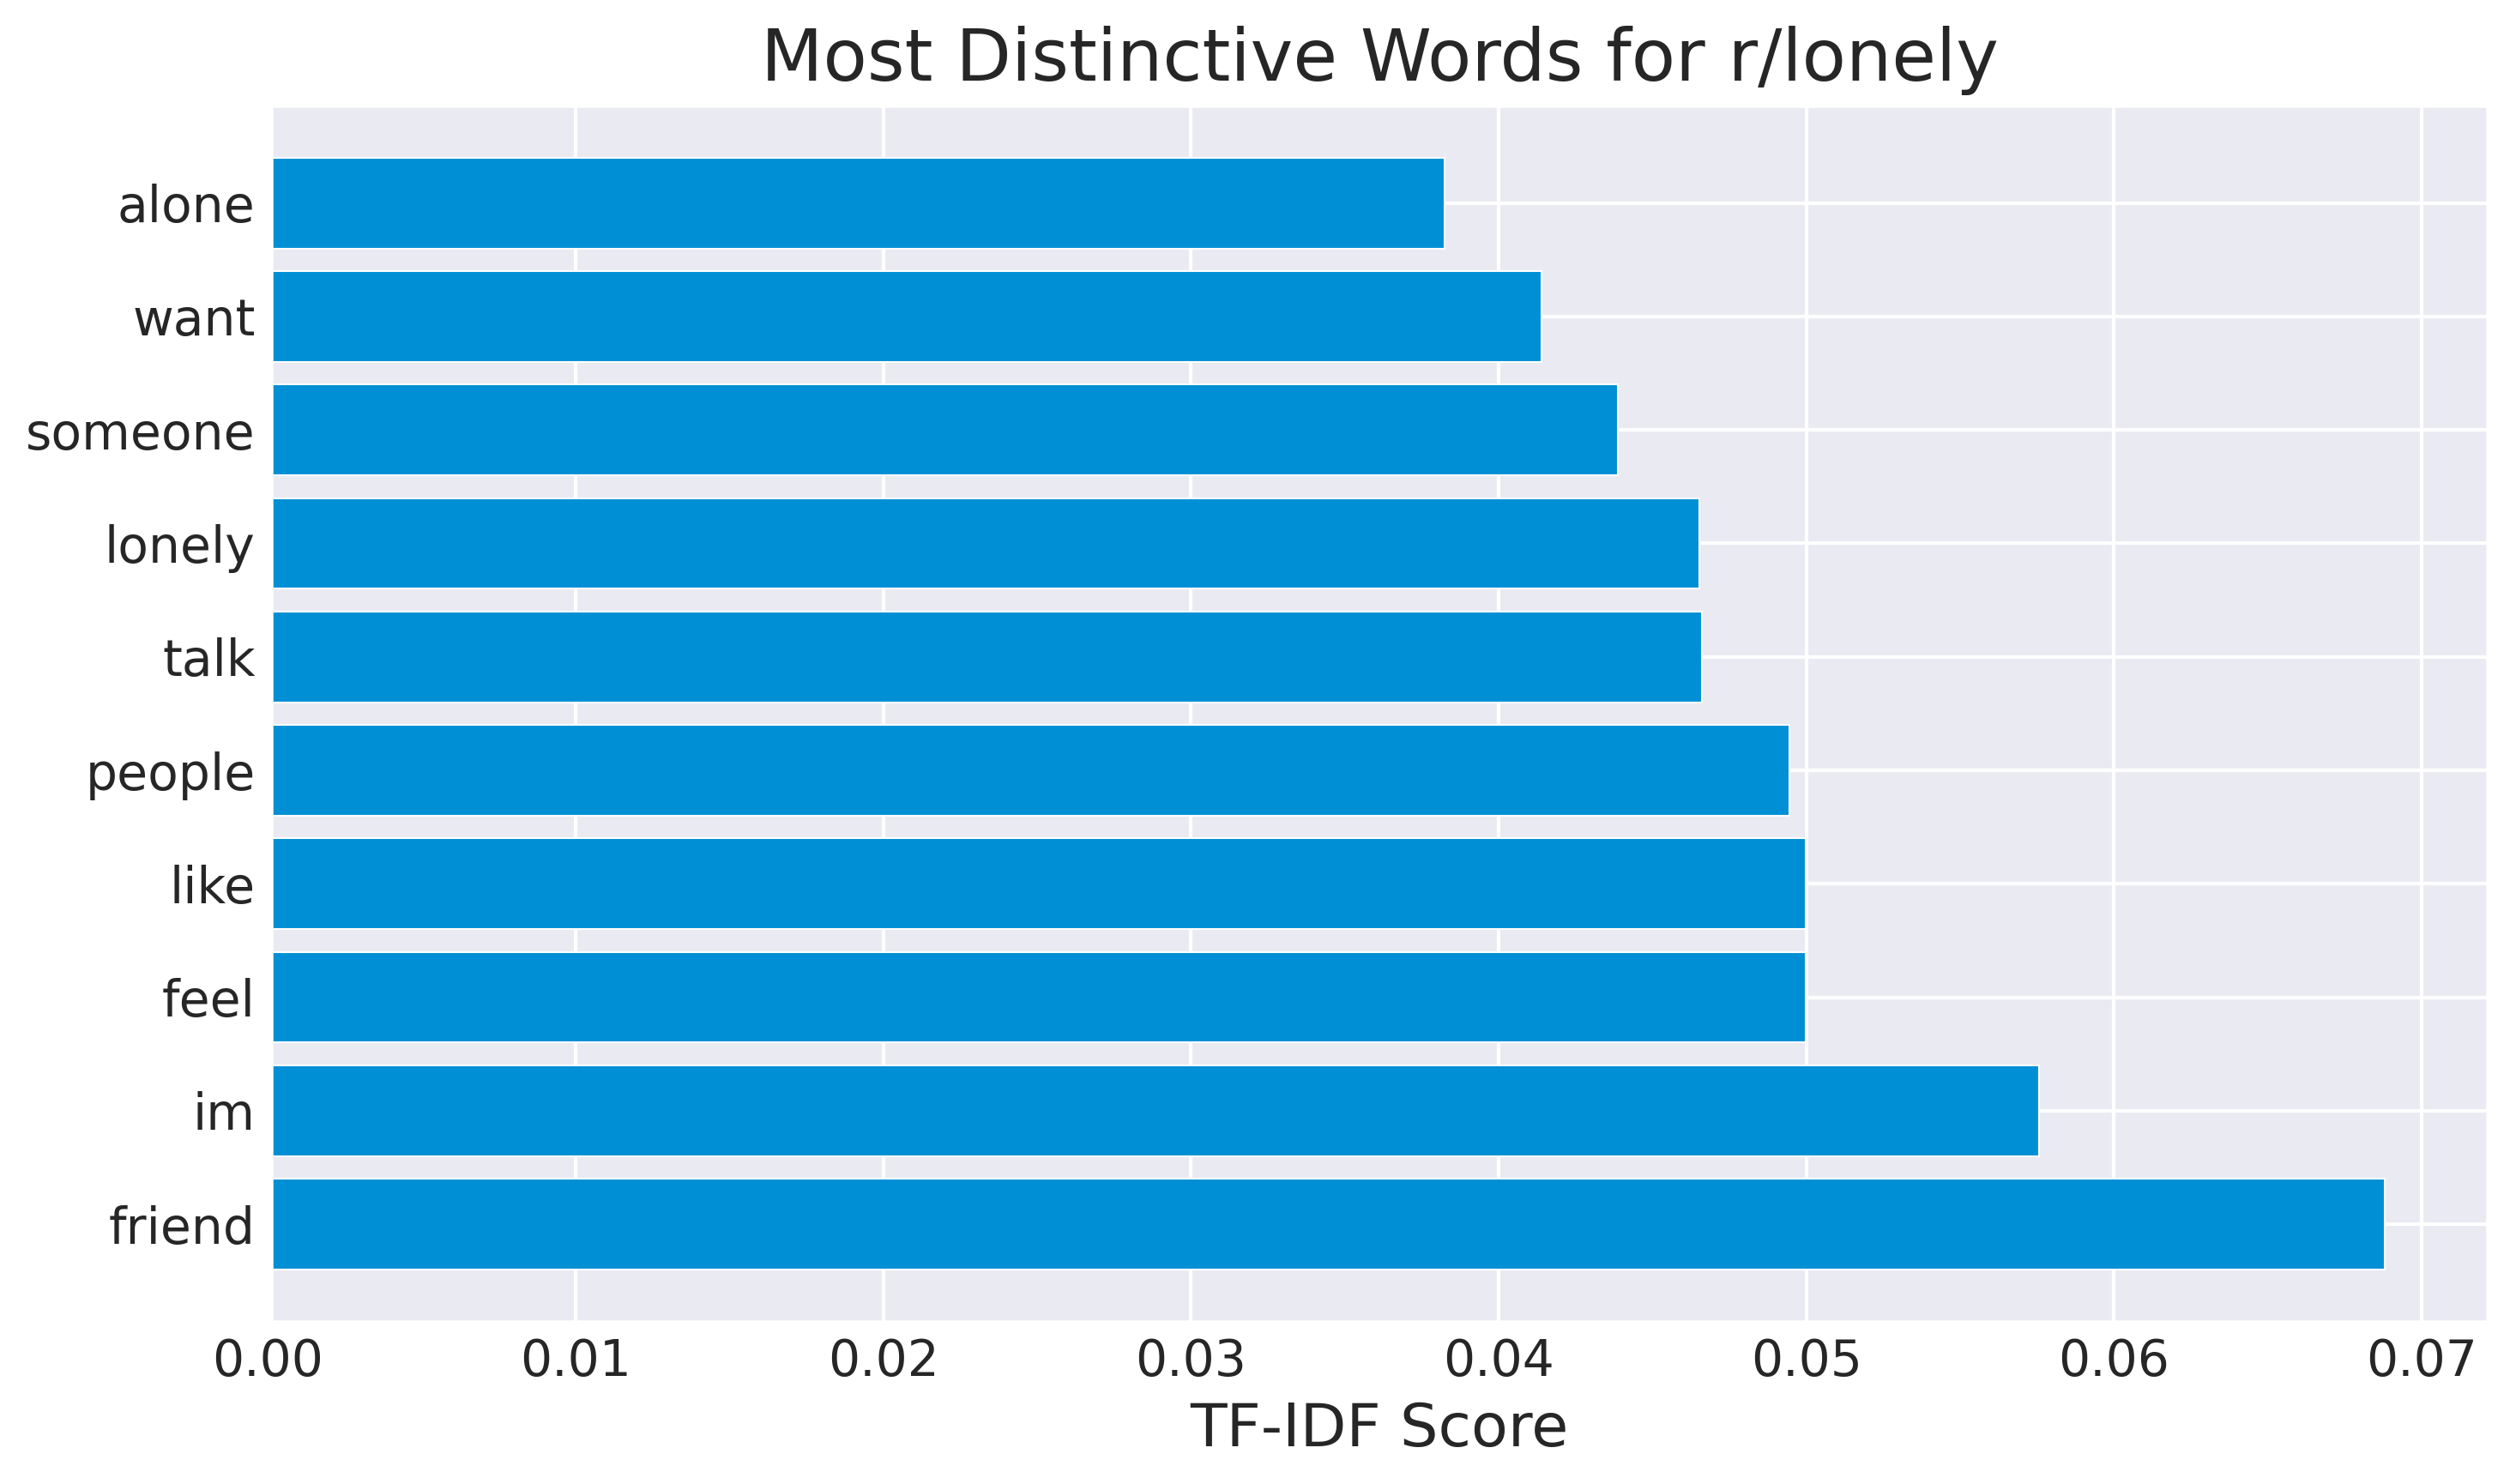 Most Distinctive Words for r/lonely
alone
want
someone
lonely
talk
people
like
feel
im
friend
0.00 0.01 0.02 0.03 0.04 0.05 0.06 0.07
TF-IDF Score